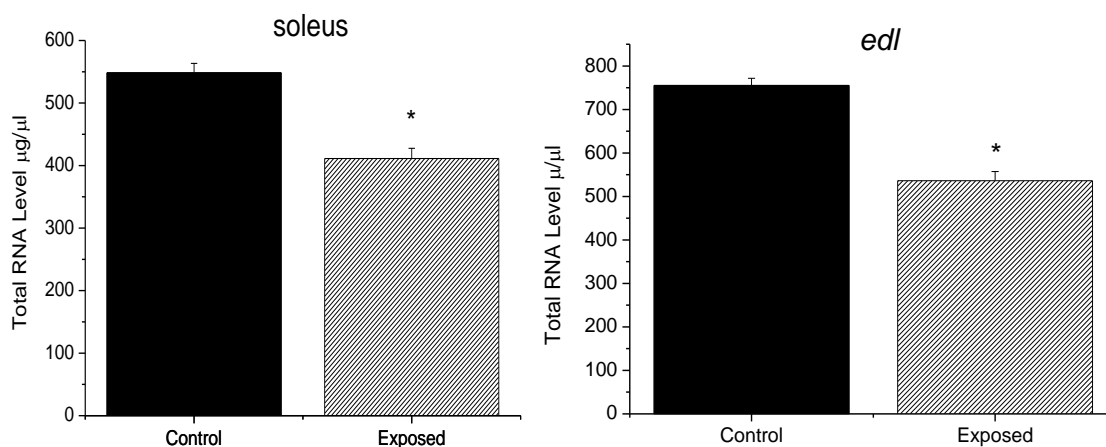 soleus
Total RNA Level µg/µl
600
500
400
300
200
100
0
*
Control
Exposed
edl
Total RNA Level µ/µl
800
700
600
500
400
300
200
100
0
*
Control
Exposed